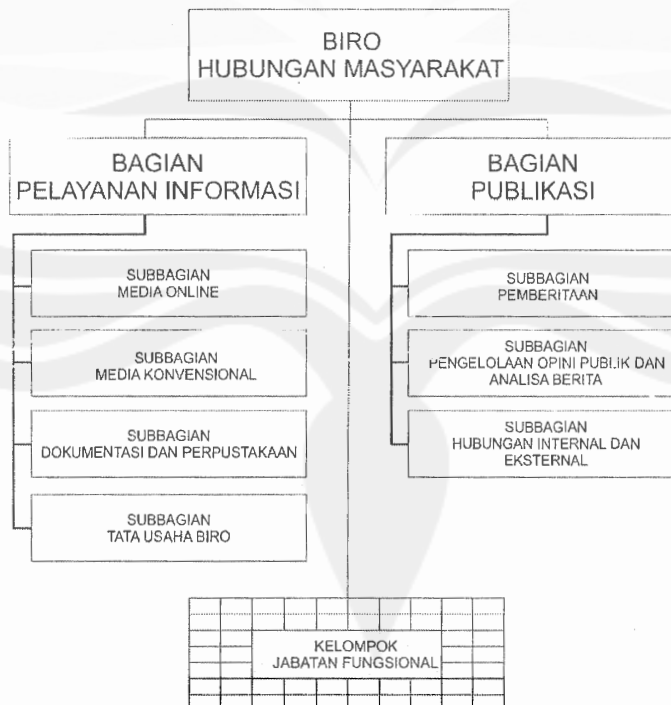 BIRO
HUBUNGAN MASYARAKAT
BAGIAN
PELAYANAN INFORMASI
SUBBAGIAN
MEDIA ONLINE
SUBBAGIAN
MEDIA KONVENSIONAL
SUBBAGIAN
DOKUMENTASI DAN PERPUSTAKAAN
SUBBAGIAN
TATA USAHA BIRO
BAGIAN
PUBLIKASI
SUBBAGIAN
PEMBERITAAN
SUBBAGIAN
PENGELOLAAN OPINI PUBLIK DAN
ANALISA BERITA
SUBBAGIAN
HUBUNGAN INTERNAL DAN
EKSTERNAL
KELOMPOK
JABATAN FUNGSIONAL